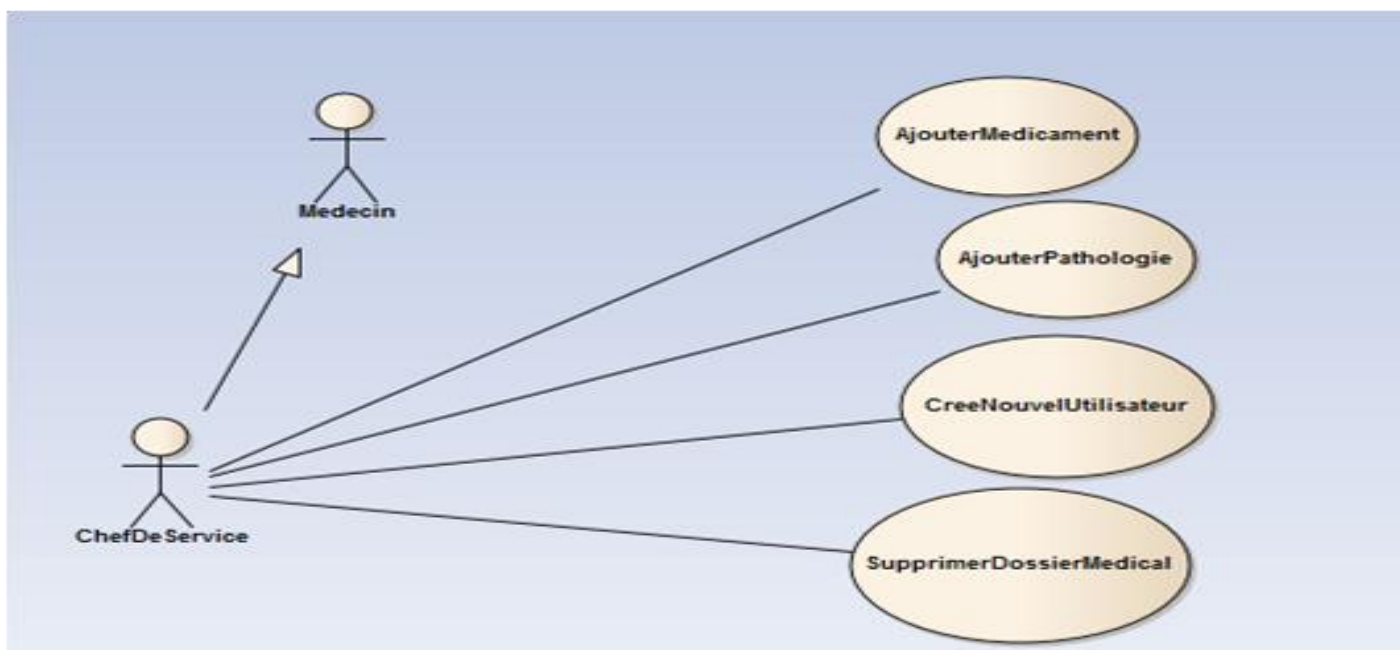 AjouterMedicament
Medecin
AjouterPathologie
CreeNouvelUtilisateur
ChefDeService
SupprimerDossierMedical